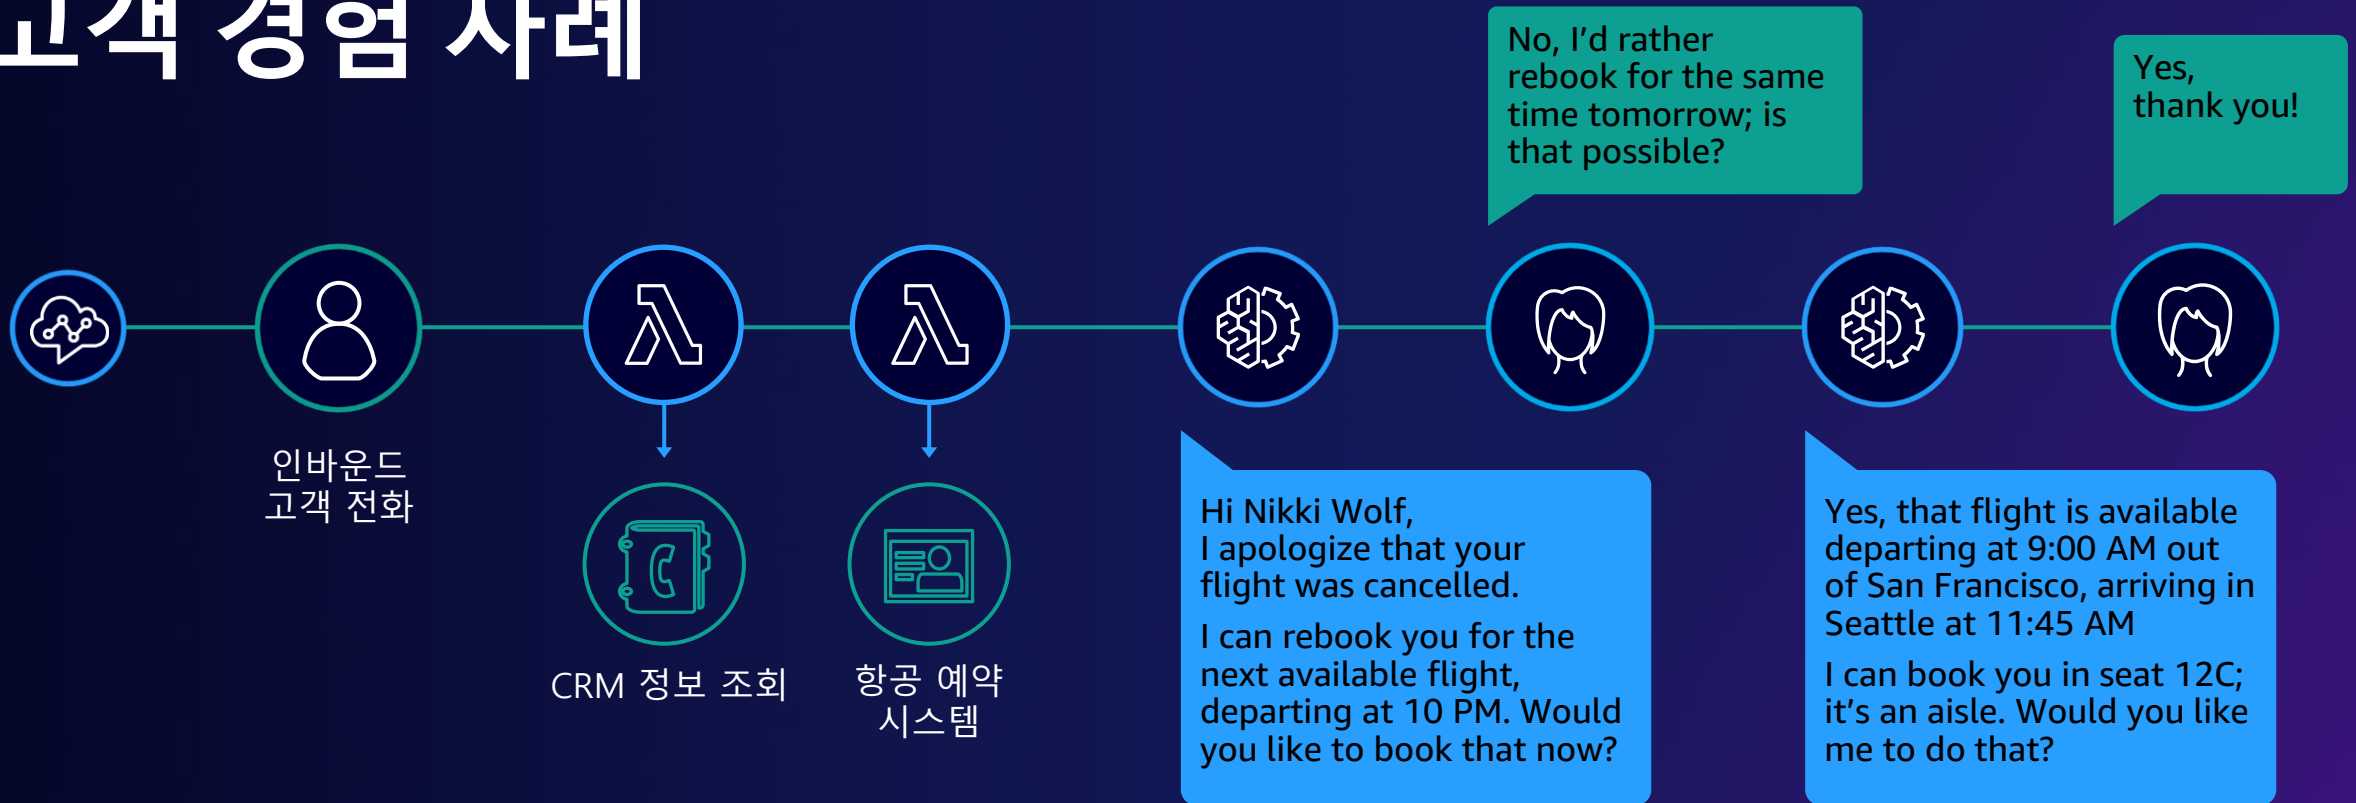 고객 경험 사례
No, I’d rather
rebook for the same
time tomorrow; is
that possible?
Yes,
thank you!
인바운드
고객 전화
CRM 정보 조회
항공 예약
시스템
Hi Nikki Wolf,
I apologize that your
flight was cancelled.
I can rebook you for the
next available flight,
departing at 10 PM. Would
you like to book that now?
Yes, that flight is available
departing at 9:00 AM out
of San Francisco, arriving in
Seattle at 11:45 AM
I can book you in seat 12C;
it’s an aisle. Would you like
me to do that?